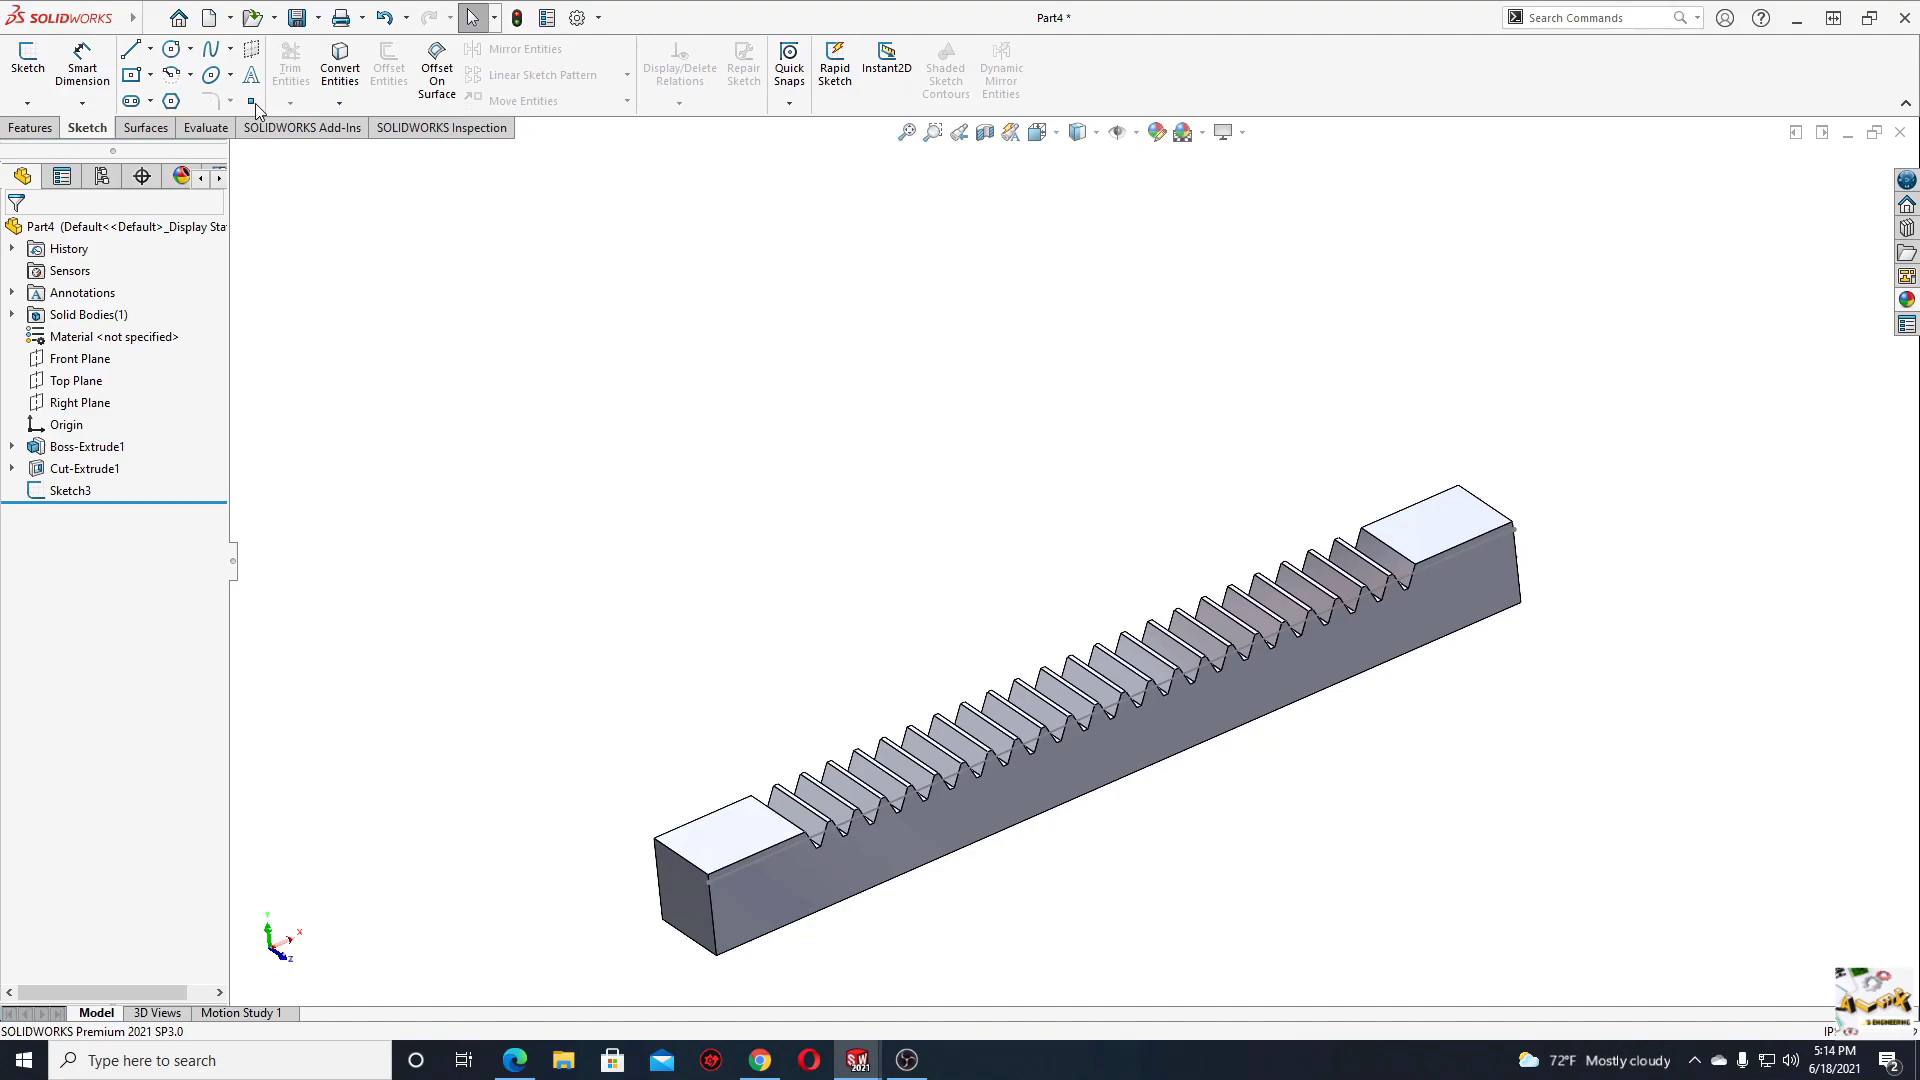 SOLIDWORKS
Part4 *
Search Commands
Sketch
Smart
Dimension
Trim
Entities
Convert
Entities
Offset
Entities
Offset
On
Surface
Mirror Entities
Linear Sketch Pattern
Move Entities
Display/Delete
Relations
Repair
Sketch
Quick
Snaps
Rapid
Sketch
Instant2D
Shaded
Sketch
Contours
Dynamic
Mirror
Entities
Features
Sketch
Surfaces
Evaluate
SOLIDWORKS Add-Ins
SOLIDWORKS Inspection
Part4 (Default<<Default>_Display Sta
History
Sensors
Annotations
Solid Bodies(1)
Material <not specified>
Front Plane
Top Plane
Right Plane
Origin
Boss-Extrude1
Cut-Extrude1
Sketch3
Y
X
Z
Model
3D Views
Motion Study 1
SOLIDWORKS Premium 2021 SP3.0
Type here to search
SW
2021
72°F Mostly cloudy
5:14 PM
6/18/2021
2